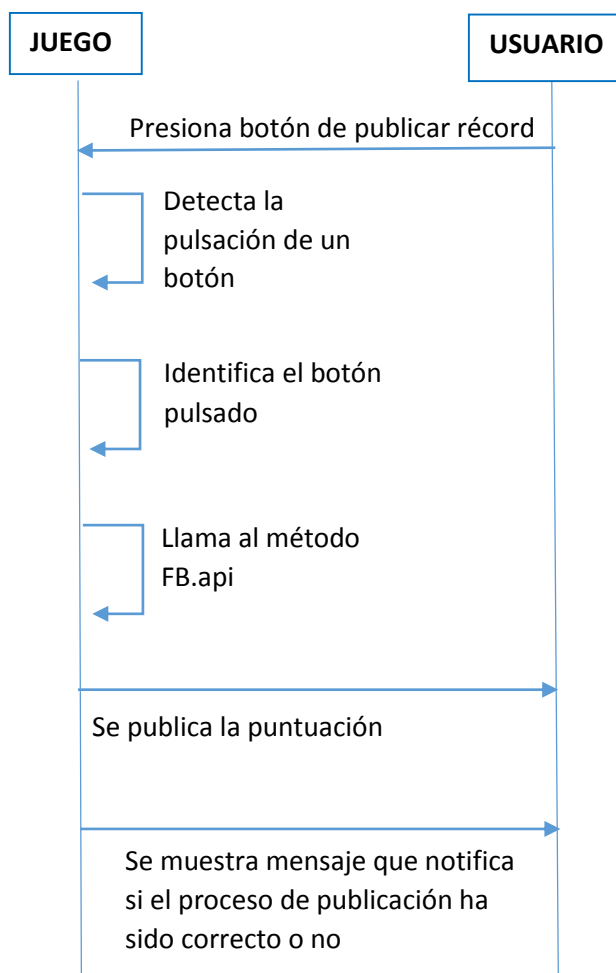 JUEGO
USUARIO
Presiona botón de publicar récord
Detecta la
pulsación de un
botón
Identifica el botón
pulsado
Llama al método
FB.api
Se publica la puntuación
Se muestra mensaje que notifica
si el proceso de publicación ha
sido correcto o no